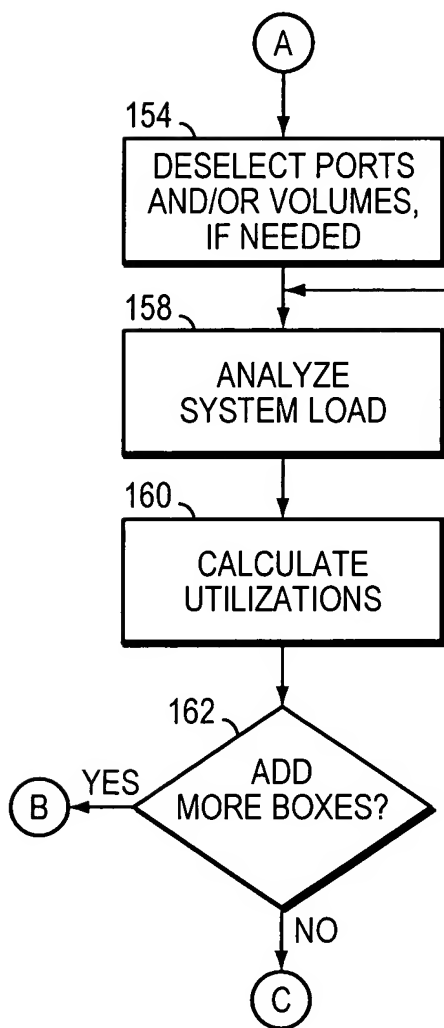 A
154
DESELECT PORTS
AND/OR VOLUMES,
IF NEEDED
158
ANALYZE
SYSTEM LOAD
160
CALCULATE
UTILIZATIONS
162
ADD
MORE BOXES?
YES
B
NO
C